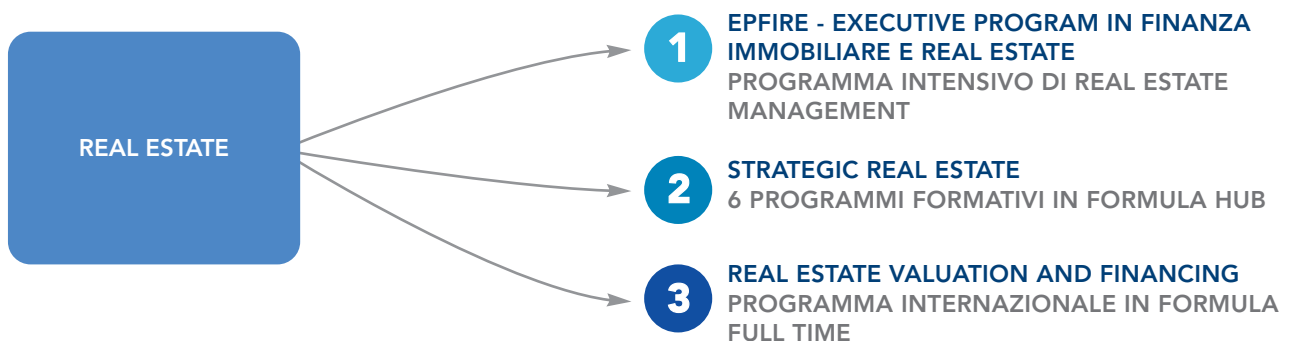 REAL ESTATE
1
EPFIRE - EXECUTIVE PROGRAM IN FINANZA
IMMOBILIARE E REAL ESTATE
PROGRAMMA INTENSIVO DI REAL ESTATE
MANAGEMENT
2
STRATEGIC REAL ESTATE
6 PROGRAMMI FORMATIVI IN FORMULA HUB
3
REAL ESTATE VALUATION AND FINANCING
PROGRAMMA INTERNAZIONALE IN FORMULA
FULL TIME